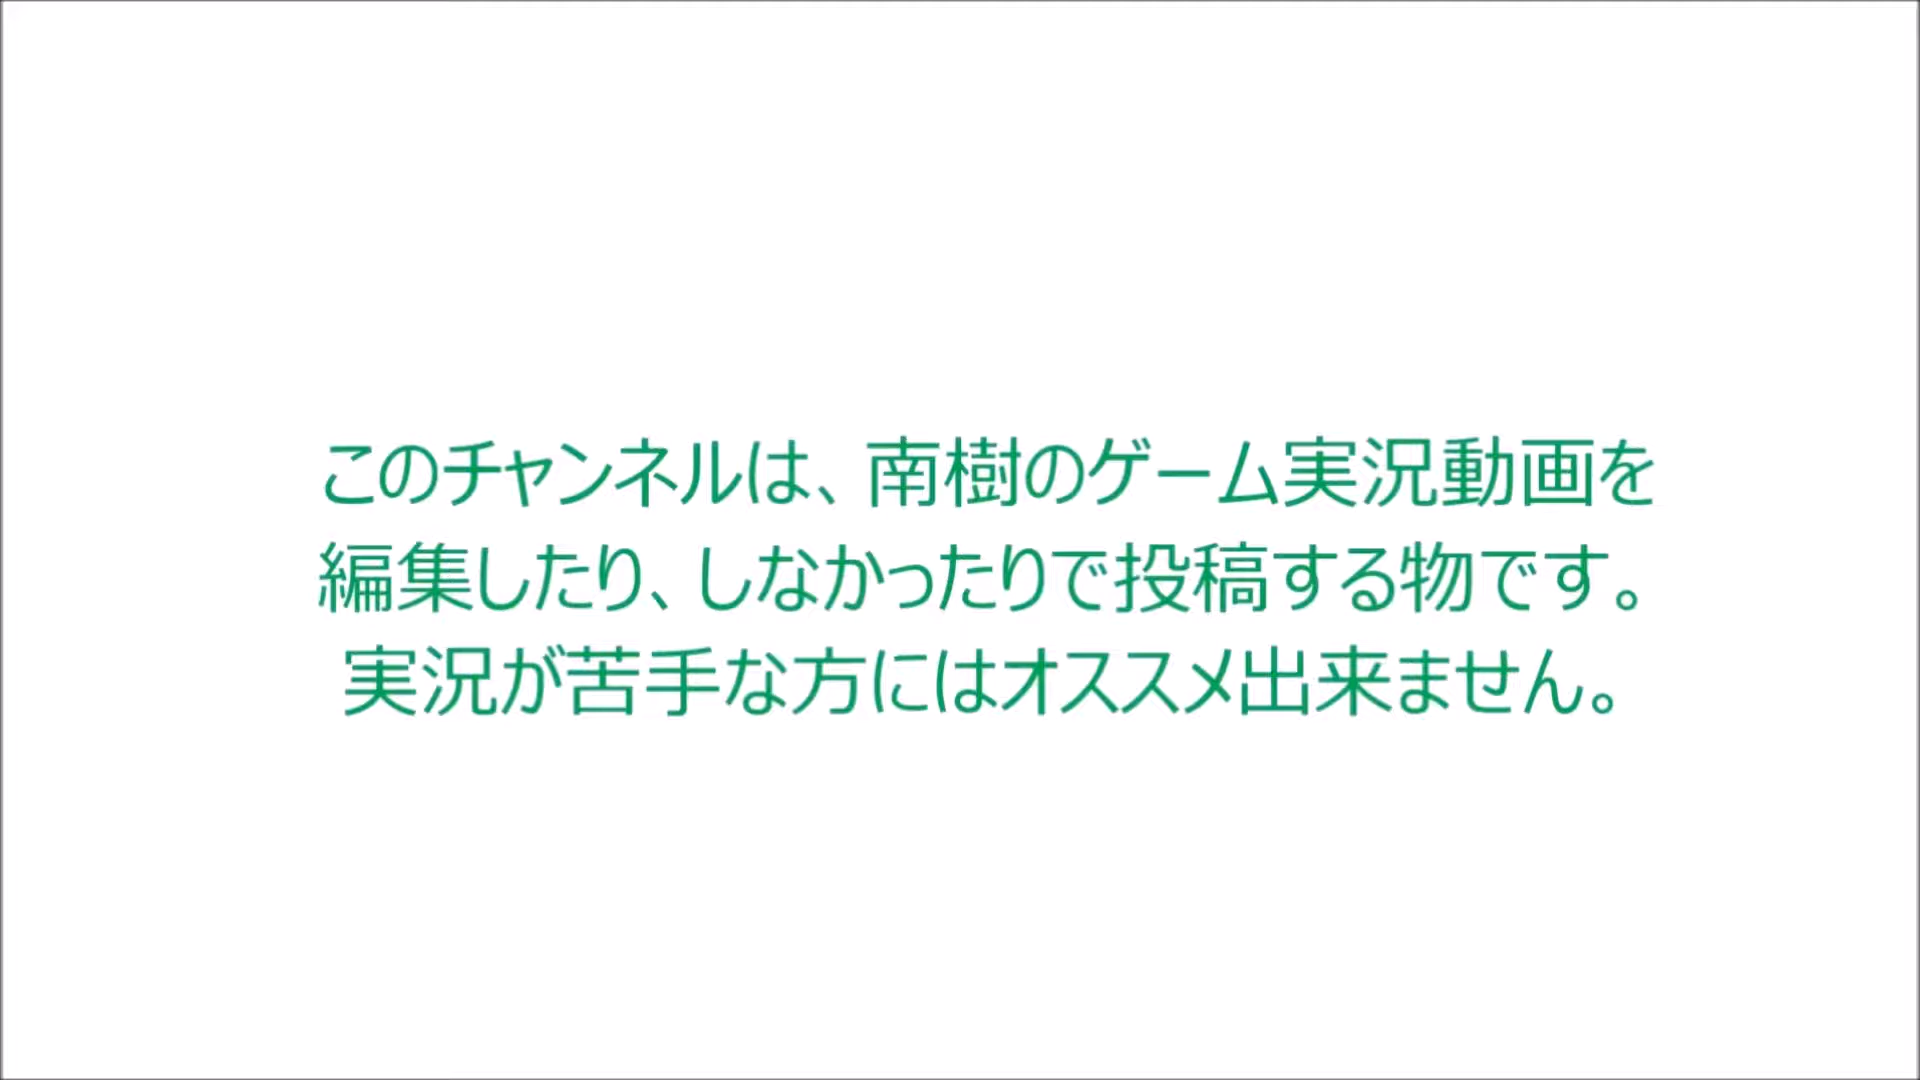 このチャンネルは、南樹のゲーム実況動画を
編集したり、しなかったりで投稿する物です。
実況が苦手な方にはオススメ出来ません。